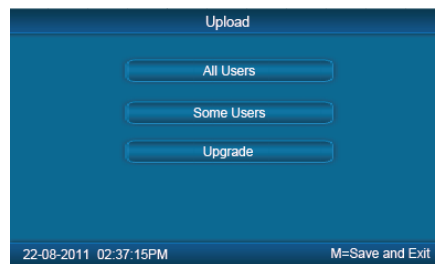 Upload
All Users
Some Users
Upgrade
22-08-2011 02:37:15PM M=Save and Exit